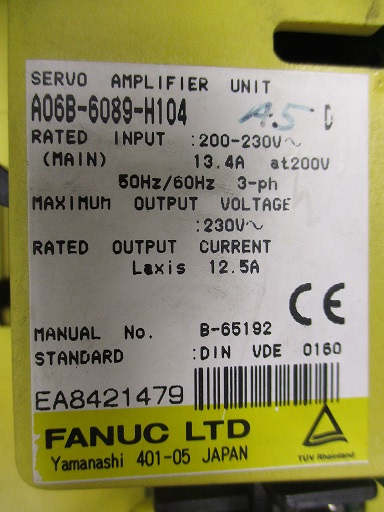 SERVO AMPLIFIER UNIT
A06B-6089-H104 A.5 D
RATED INPUT :200-230V～
(MAIN) 13.4A at200V
50Hz/60Hz 3-ph
MAXIMUM OUTPUT VOLTAGE
:230V～
RATED OUTPUT CURRENT
Laxis 12.5A
CE
MANUAL No. B-65192
STANDARD :DIN VDE 0160
EA8421479
FANUC LTD
Yamanashi 401-05 JAPAN
TÜV Rheinland